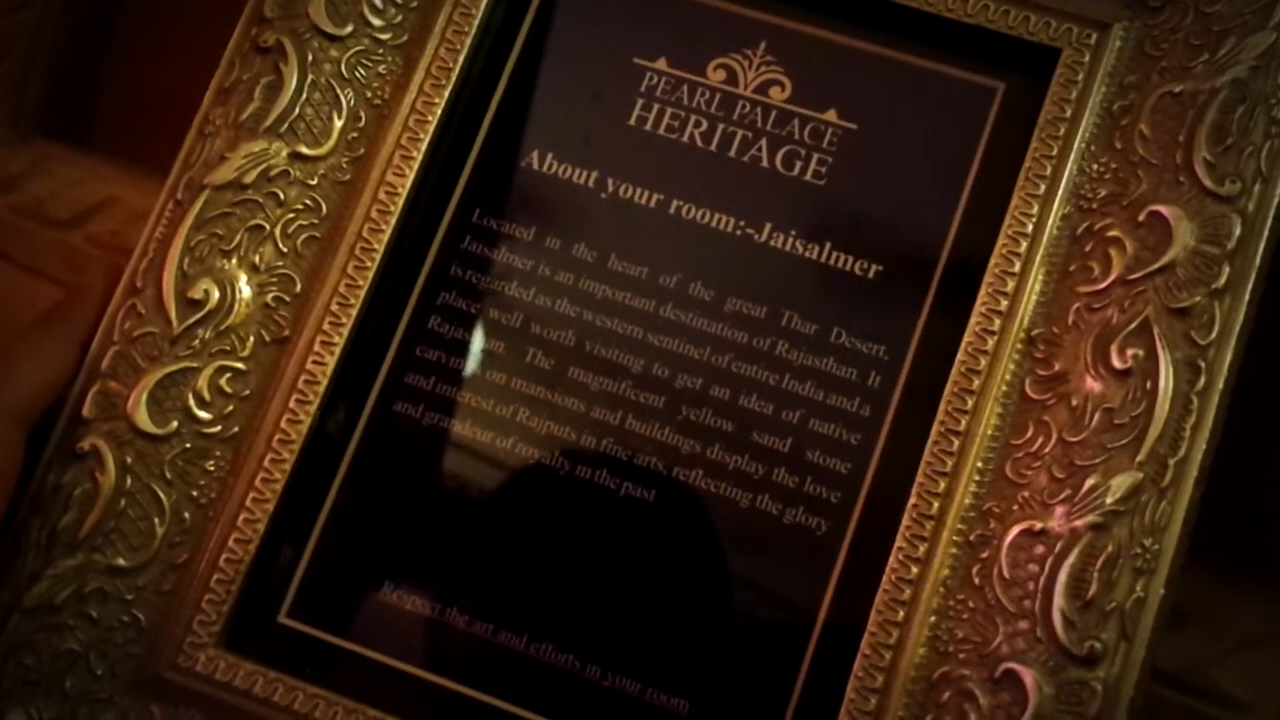 PEARL PALACE
HERITAGE
About your room:-Jaisalmer
Located in the heart of the great Thar Desert,
Jaisalmer is an important destination of Rajasthan. It
is regarded as the western sentinel of entire India and a
place well worth visiting to get an idea of native
Rajasthan. The magnificent yellow sand stone
carving on mansions and buildings display the love
and interest of Rajputs in fine arts, reflecting the glory
and grandeur of royalty in the past
Respect the art and efforts in your room